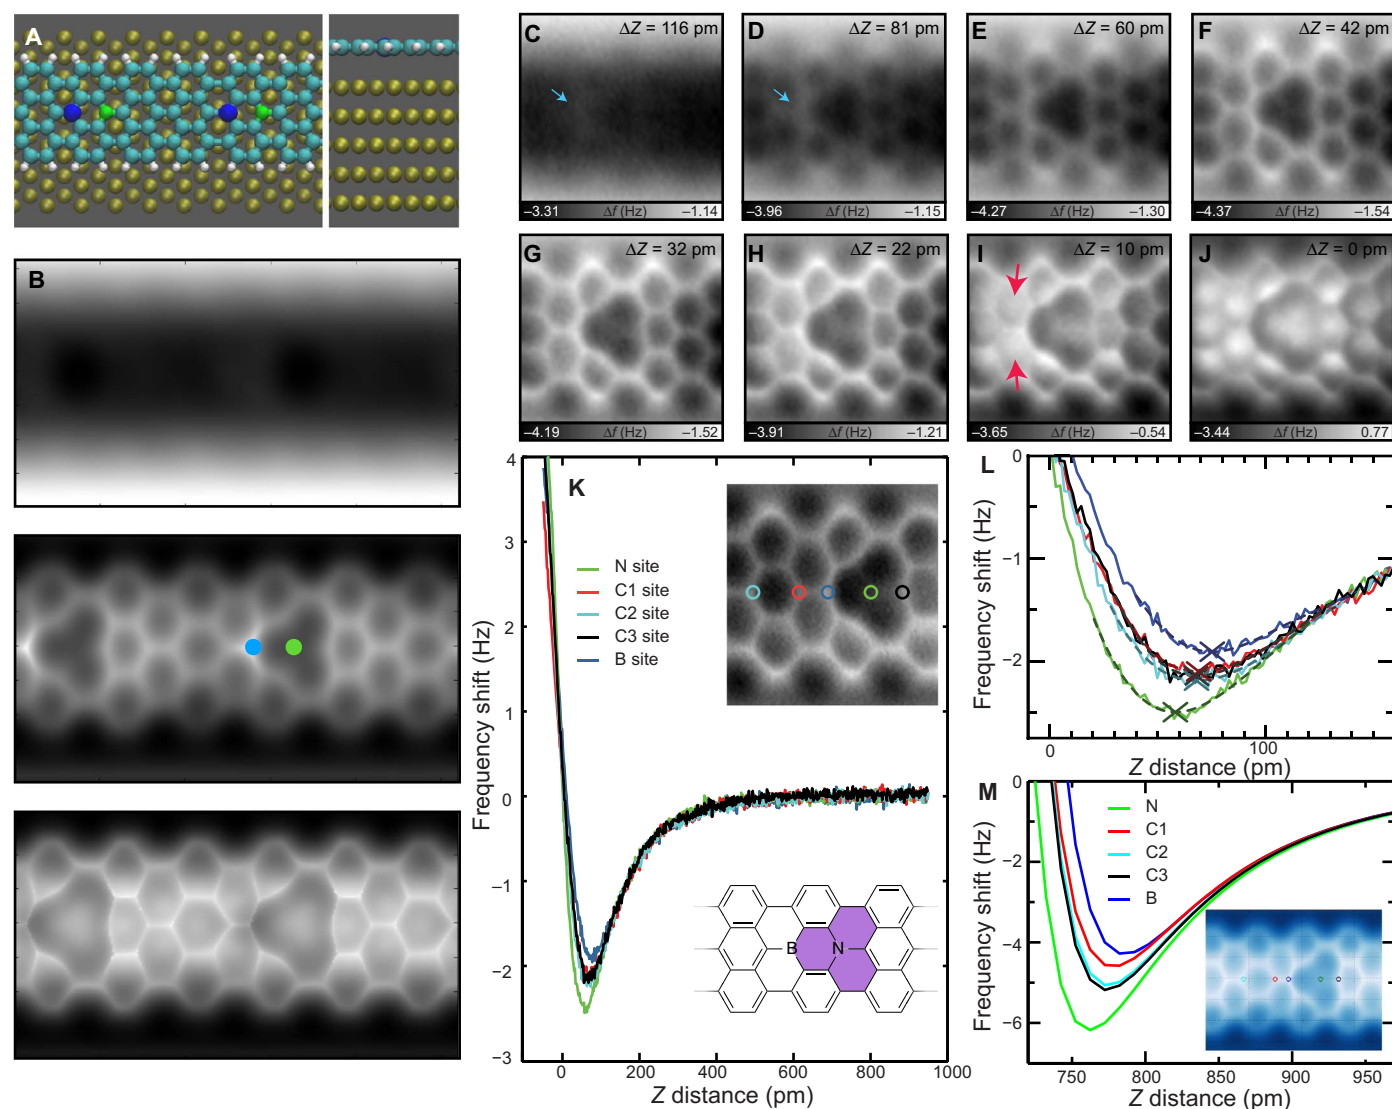 A
B
C
ΔZ = 116 pm
−3.31 Δf (Hz) −1.14
D
ΔZ = 81 pm
−3.96 Δf (Hz) −1.15
E
ΔZ = 60 pm
−4.27 Δf (Hz) −1.30
F
ΔZ = 42 pm
−4.37 Δf (Hz) −1.54
G
ΔZ = 32 pm
−4.19 Δf (Hz) −1.52
H
ΔZ = 22 pm
−3.91 Δf (Hz) −1.21
I
ΔZ = 10 pm
−3.65 Δf (Hz) −0.54
J
ΔZ = 0 pm
−3.44 Δf (Hz) 0.77
K
N site
C1 site
C2 site
C3 site
B site
B
N
4
3
2
1
0
−1
−2
−3
Frequency shift (Hz)
0 200 400 600 800 1000
Z distance (pm)
L
0
−1
−2
Frequency shift (Hz)
0 100
Z distance (pm)
M
N
C1
C2
C3
B
0
−2
−4
−6
Frequency shift (Hz)
750 800 850 900 950
Z distance (pm)